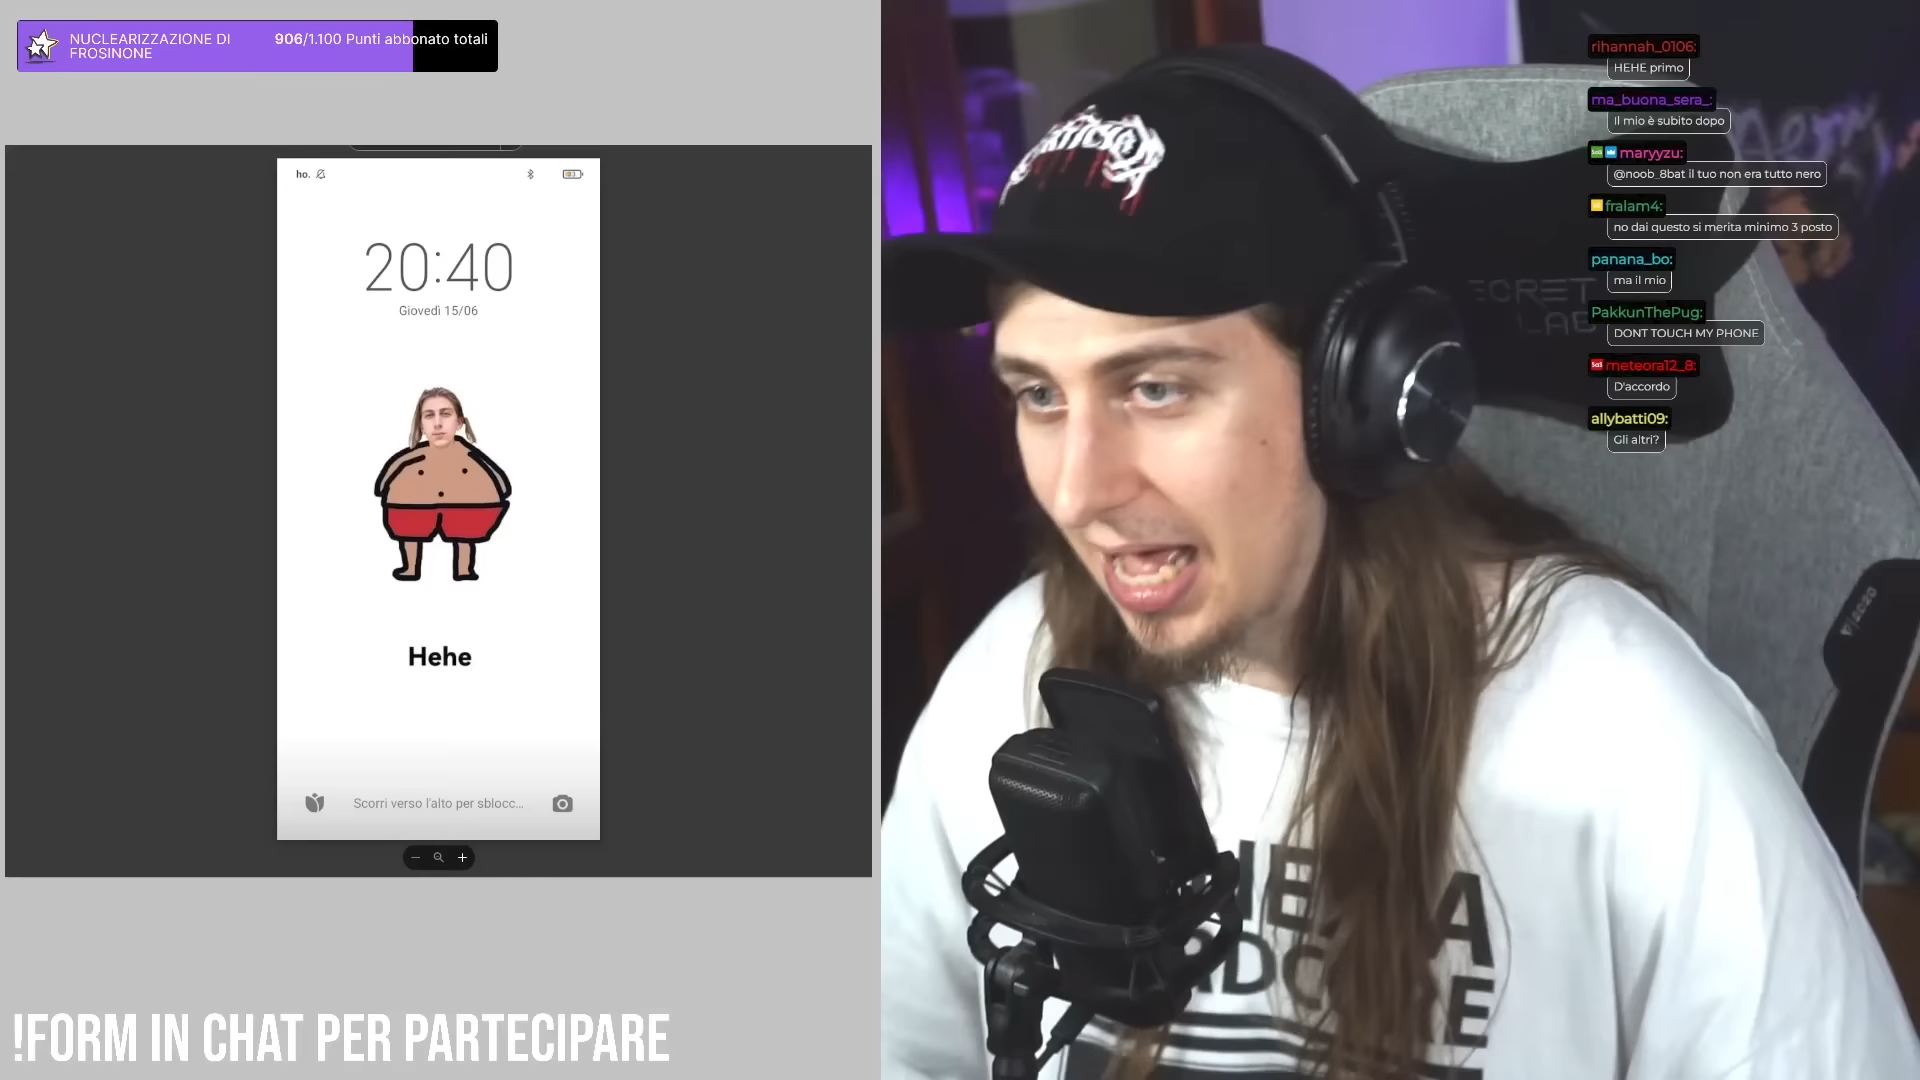 NUCLEARIZZAZIONE DI
FROSINONE
906/1.100 Punti abbonato totali
ho.
20:40
Giovedì 15/06
Hehe
Scorri verso l'alto per sblocc...
!FORM IN CHAT PER PARTECIPARE
rihannah_0106:
HEHE primo
ma_buona_sera_:
Il mio è subito dopo
maryyzu:
@noob_8bat il tuo non era tutto nero
fralam4:
no dai questo si merita minimo 3 posto
panana_bo:
ma il mio
PakkunThePug:
DONT TOUCH MY PHONE
meteora12_8:
D'accordo
allybatti09:
Gli altri?